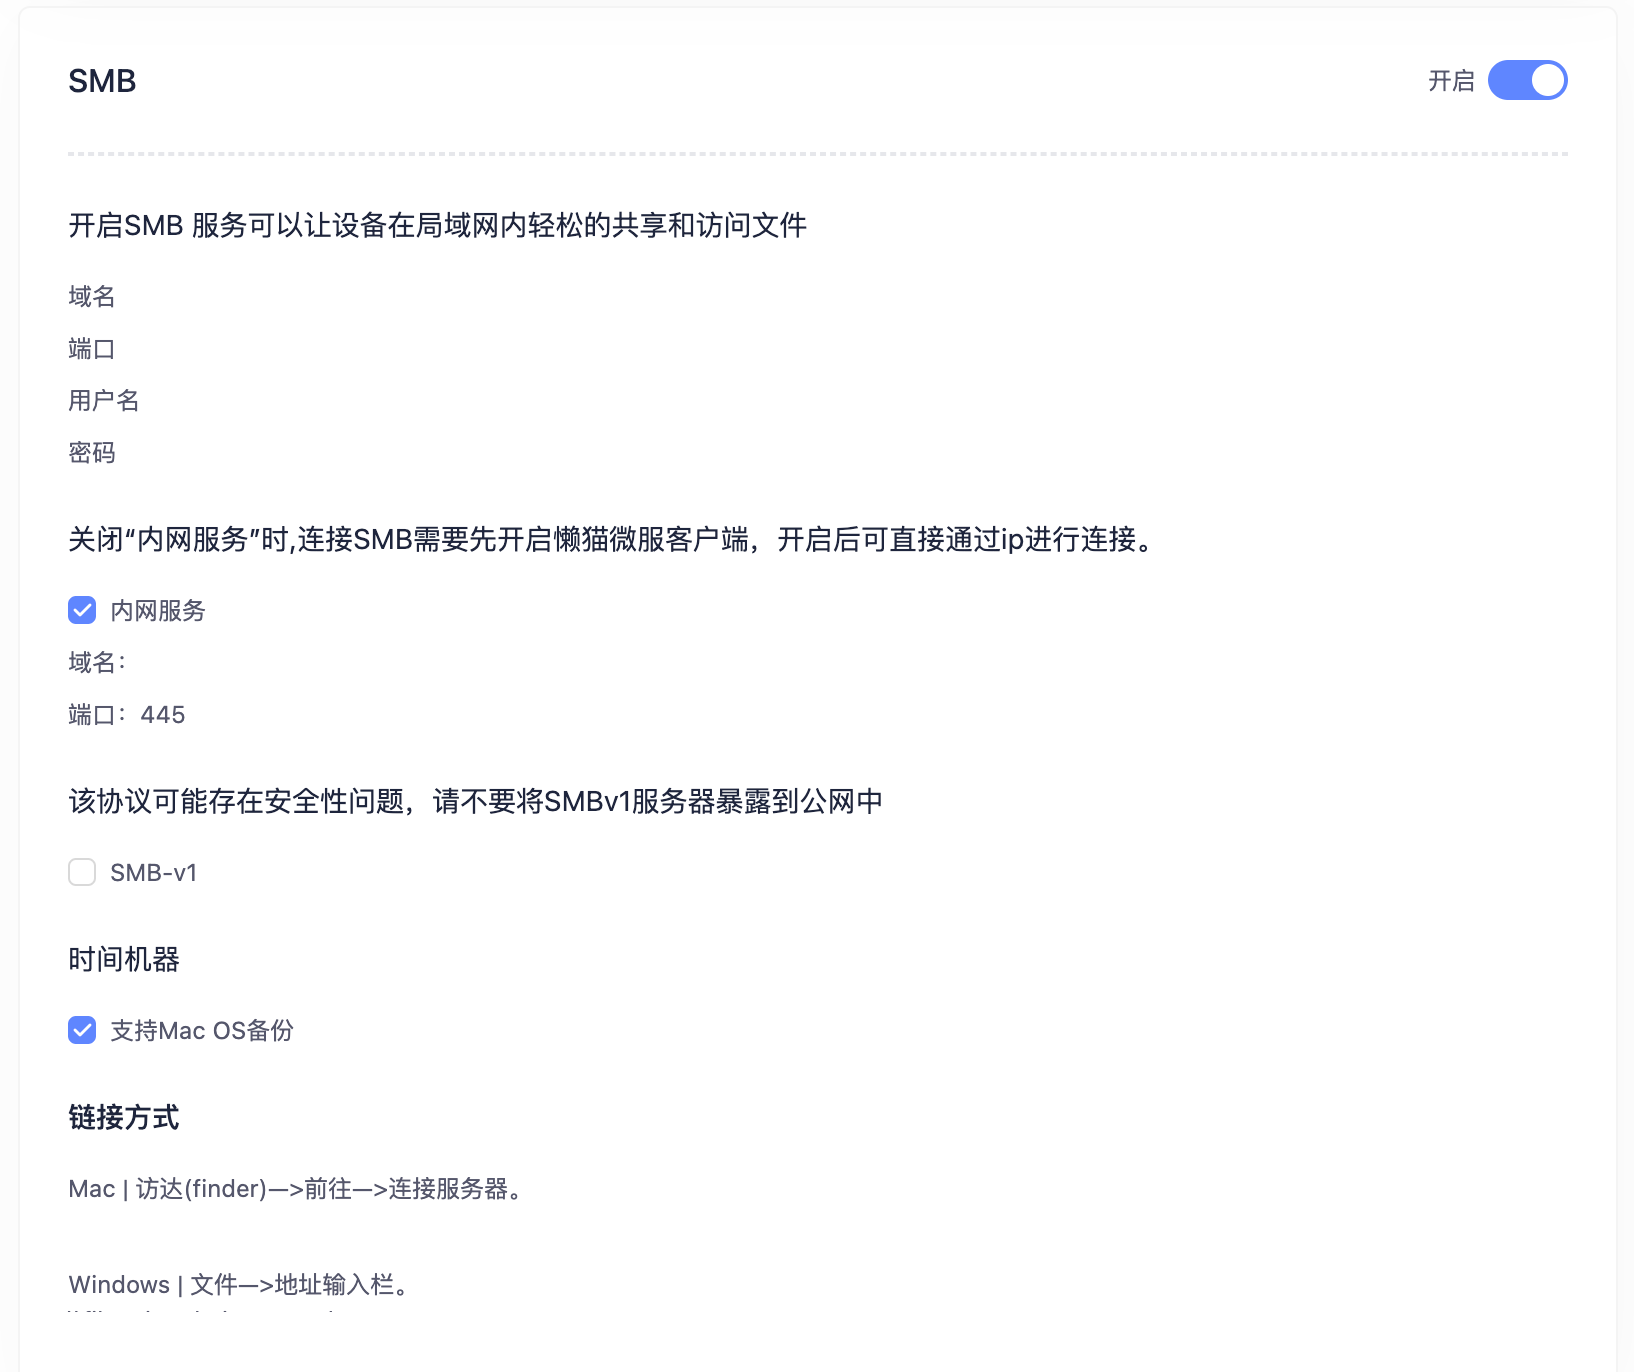 SMB
开启
开启SMB 服务可以让设备在局域网内轻松的共享和访问文件
域名
端口
用户名
密码
关闭“内网服务”时,连接SMB需要先开启懒猫微服客户端，开启后可直接通过ip进行连接。
内网服务
域名：
端口：445
该协议可能存在安全性问题，请不要将SMBv1服务器暴露到公网中
SMB-v1
时间机器
支持Mac OS备份
链接方式
Mac | 访达(finder)—>前往—>连接服务器。
Windows | 文件—>地址输入栏。